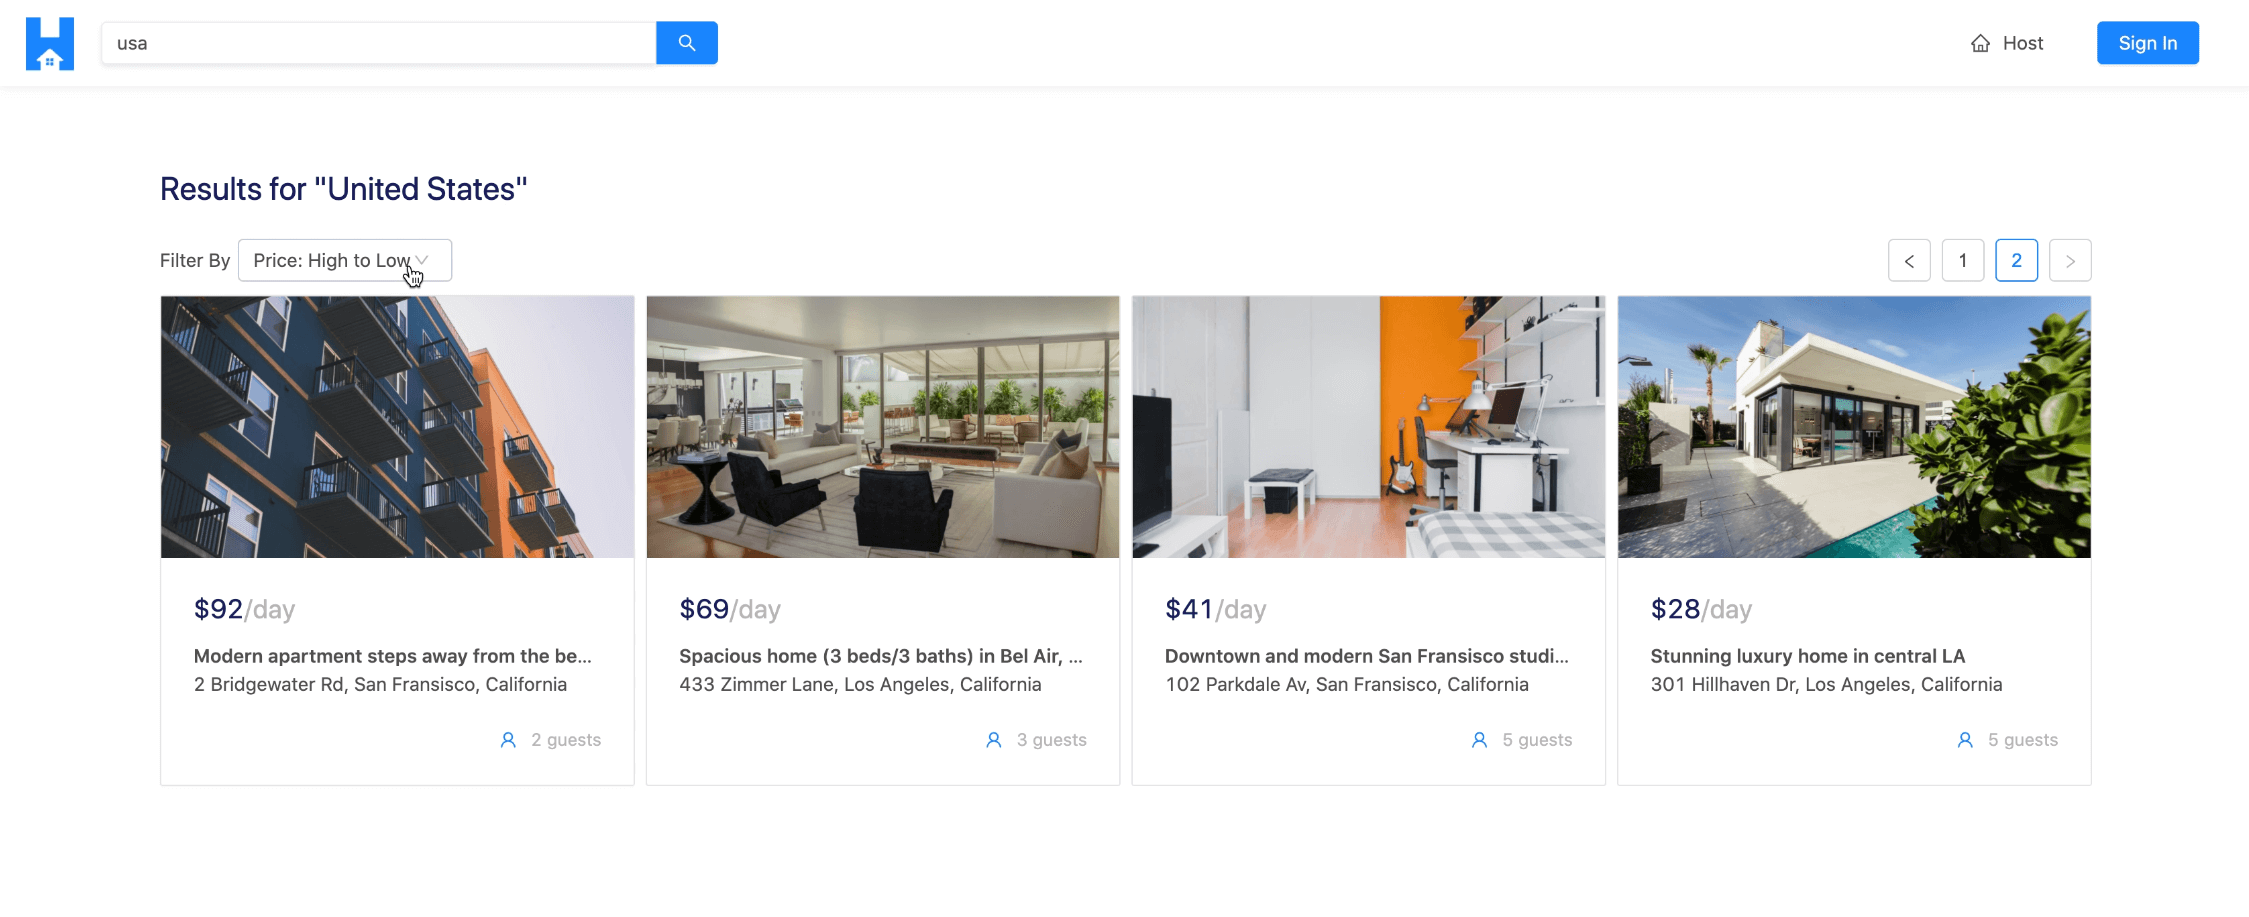 usa
Host
Sign In
Results for "United States"
Filter By
Price: High to Low
1
2
$92/day
Modern apartment steps away from the be...
2 Bridgewater Rd, San Fransisco, California
2 guests
$69/day
Spacious home (3 beds/3 baths) in Bel Air, ...
433 Zimmer Lane, Los Angeles, California
3 guests
$41/day
Downtown and modern San Fransisco studi...
102 Parkdale Av, San Fransisco, California
5 guests
$28/day
Stunning luxury home in central LA
301 Hillhaven Dr, Los Angeles, California
5 guests